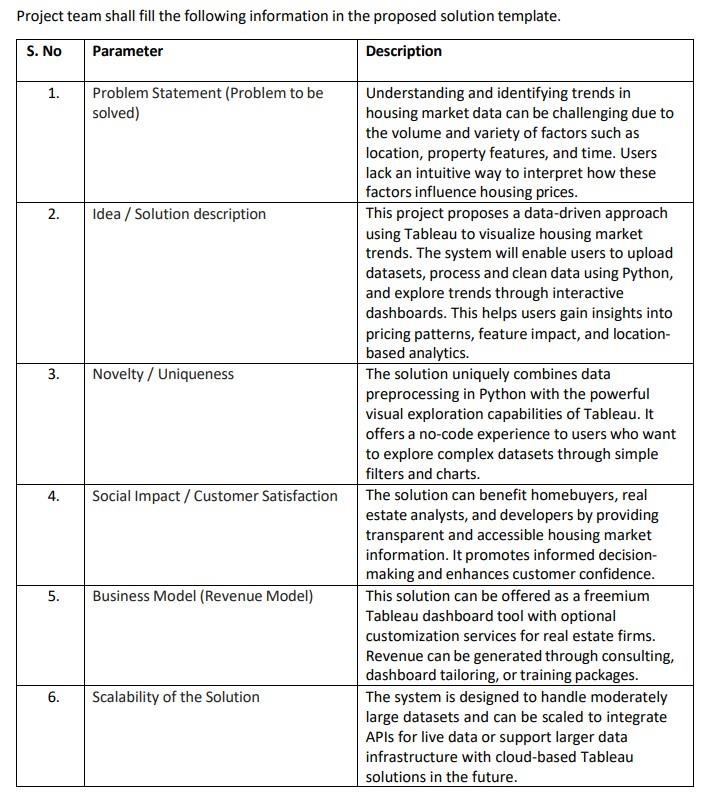 Project team shall fill the following information in the proposed solution template.
S. No Parameter Description
1. Problem Statement (Problem to be
solved)
Understanding and identifying trends in
housing market data can be challenging due to
the volume and variety of factors such as
location, property features, and time. Users
lack an intuitive way to interpret how these
factors influence housing prices.
2. Idea / Solution description
This project proposes a data-driven approach
using Tableau to visualize housing market
trends. The system will enable users to upload
datasets, process and clean data using Python,
and explore trends through interactive
dashboards. This helps users gain insights into
pricing patterns, feature impact, and location-
based analytics.
3. Novelty / Uniqueness
The solution uniquely combines data
preprocessing in Python with the powerful
visual exploration capabilities of Tableau. It
offers a no-code experience to users who want
to explore complex datasets through simple
filters and charts.
4. Social Impact / Customer Satisfaction
The solution can benefit homebuyers, real
estate analysts, and developers by providing
transparent and accessible housing market
information. It promotes informed decision-
making and enhances customer confidence.
5. Business Model (Revenue Model)
This solution can be offered as a freemium
Tableau dashboard tool with optional
customization services for real estate firms.
Revenue can be generated through consulting,
dashboard tailoring, or training packages.
6. Scalability of the Solution
The system is designed to handle moderately
large datasets and can be scaled to integrate
APIs for live data or support larger data
infrastructure with cloud-based Tableau
solutions in the future.